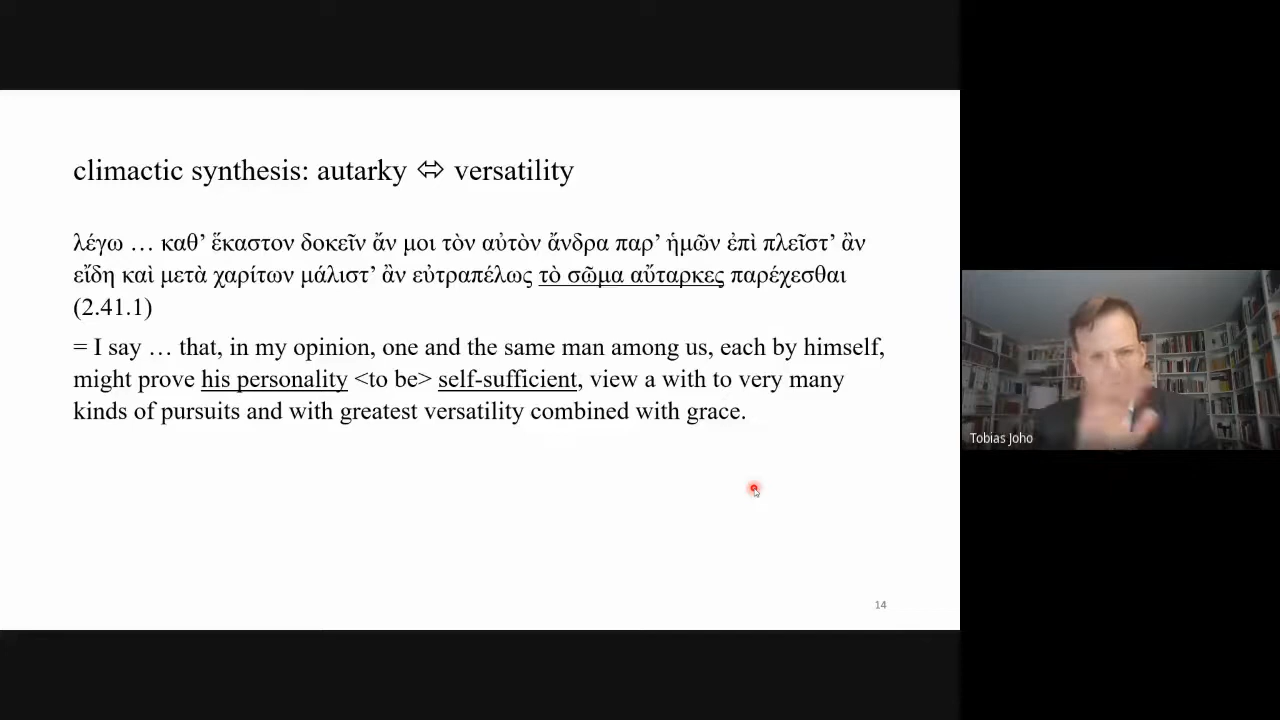 climactic synthesis: autarky ⬄ versatility
λέγω … καθ’ ἕκαστον δοκεῖν ἄν μοι τὸν αὐτὸν ἄνδρα παρ’ ἡμῶν ἐπὶ πλεῖστ’ ἂν
εἴδη καὶ μετὰ χαρίτων μάλιστ’ ἂν εὐτραπέλως τὸ σῶμα αὔταρκες παρέχεσθαι
(2.41.1)
= I say … that, in my opinion, one and the same man among us, each by himself,
might prove his personality <to be> self-sufficient, view a with to very many
kinds of pursuits and with greatest versatility combined with grace.
14
Tobias Joho